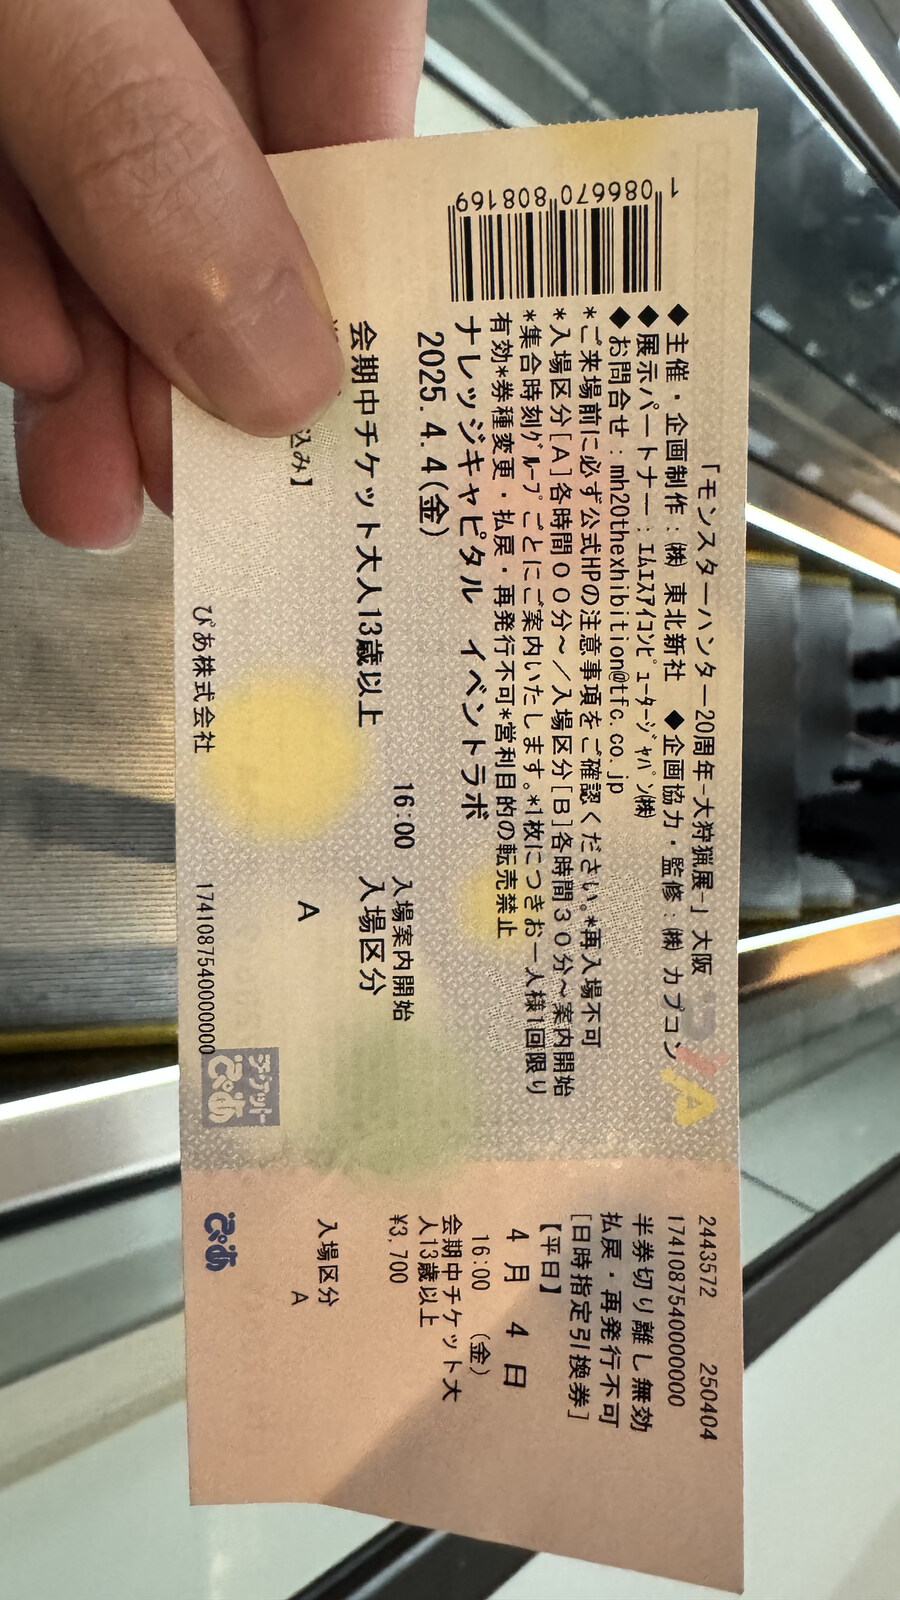 「モンスターハンター20周年-大狩猟展-」大阪
◆主催・企画制作：㈱ 東北新社 ◆企画協力・監修：㈱ カプコン
◆展示パートナー：ｴﾑｴｽｱｲｺﾝﾋﾟｭｰﾀｰｼﾞｬﾊﾟﾝ㈱
◆お問合せ：mh20thexhibition@tfc.co.jp
*ご来場前に必ず公式HPの注意事項をご確認ください。*再入場不可
*入場区分[A]各時間００分～／入場区分[B]各時間３０分～案内開始
*集合時刻ｸﾞﾙｰﾌﾟごとにご案内いたします。*1枚につきお一人様1回限り
有効*券種変更・払戻・再発行不可*営利目的の転売禁止
ナレッジキャピタル イベントラボ
2025.4.4(金)
16:00 入場案内開始
会期中チケット大人13歳以上 入場区分
A
込み】
ぴあ株式会社 1741087540000000
チケットぴあ
1 086670 808169
PIA
2443572 250404
1741087540000000
半券切り離し無効
払戻・再発行不可
[日時指定引換券]
【平日】
4月 4日
16:00 (金)
会期中チケット大
人13歳以上
¥3,700
入場区分
A
ぴあ